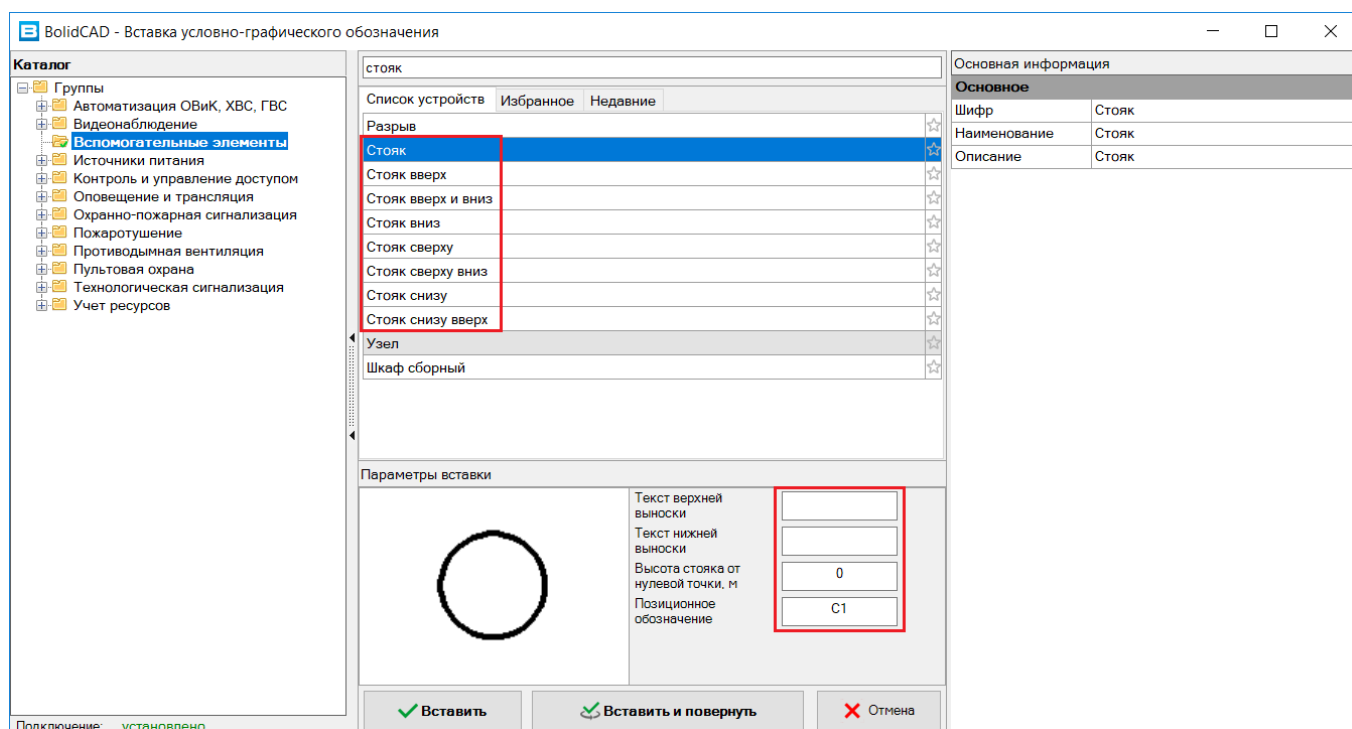 BolidCAD - Вставка условно-графического обозначения
Каталог
Группы
Автоматизация ОВиК, ХВС, ГВС
Видеонаблюдение
Вспомогательные элементы
Источники питания
Контроль и управление доступом
Оповещение и трансляция
Охранно-пожарная сигнализация
Пожаротушение
Противодымная вентиляция
Пультовая охрана
Технологическая сигнализация
Учет ресурсов
Подключение: установлено
стояк
Список устройств Избранное Недавние
Разрыв
Стояк
Стояк вверх
Стояк вверх и вниз
Стояк вниз
Стояк сверху
Стояк сверху вниз
Стояк снизу
Стояк снизу вверх
Узел
Шкаф сборный
Параметры вставки
Текст верхней
выноски
Текст нижней
выноски
Высота стояка от
нулевой точки, м
0
Позиционное
обозначение
С1
Вставить
Вставить и повернуть
Отмена
Основная информация
Основное
Шифр Стояк
Наименование Стояк
Описание Стояк